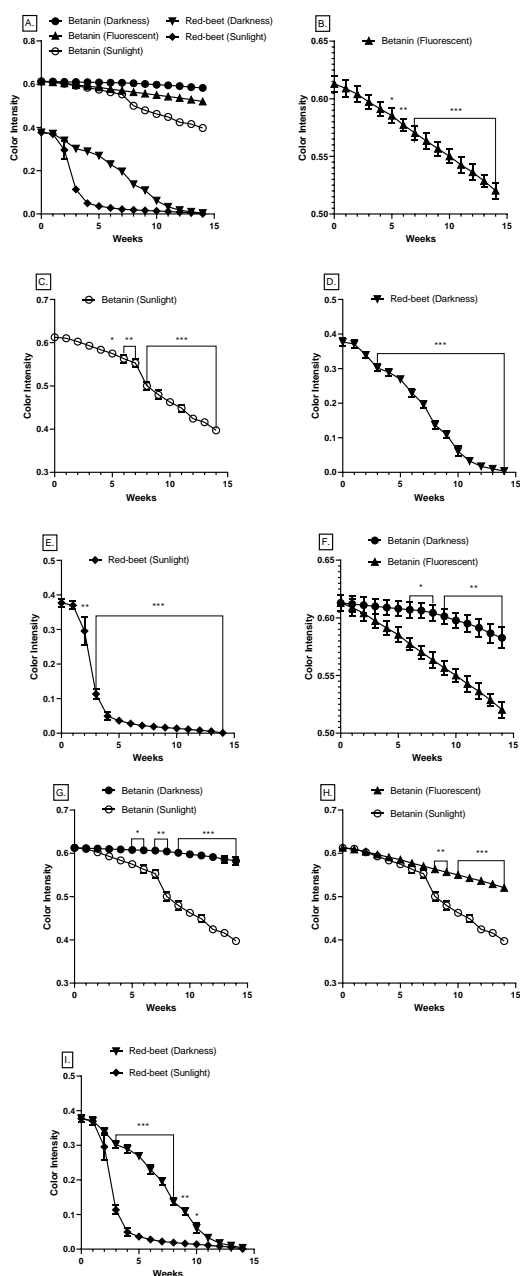 A.
Betanin (Darkness) Red-beet (Darkness)
Betanin (Fluorescent) Red-beet (Sunlight)
Betanin (Sunlight)
Color Intensity
0.8
0.6
0.4
0.2
0.0
0 5 10 15
Weeks
B.
Betanin (Fluorescent)
Color Intensity
0.65
0.60
0.55
0.50
* ** ***
0 5 10 15
Weeks
C.
Betanin (Sunlight)
Color Intensity
0.7
0.6
0.5
0.4
0.3
* ** ***
0 5 10 15
Weeks
D.
Red-beet (Darkness)
Color Intensity
0.5
0.4
0.3
0.2
0.1
0.0
***
0 5 10 15
Weeks
E.
Red-beet (Sunlight)
Color Intensity
0.5
0.4
0.3
0.2
0.1
0.0
** ***
0 5 10 15
Weeks
F.
Betanin (Darkness)
Betanin (Fluorescent)
Color Intensity
0.65
0.60
0.55
0.50
* **
0 5 10 15
Weeks
G.
Betanin (Darkness)
Betanin (Sunlight)
Color Intensity
0.7
0.6
0.5
0.4
0.3
* ** ***
0 5 10 15
Weeks
H.
Betanin (Fluorescent)
Betanin (Sunlight)
Color Intensity
0.7
0.6
0.5
0.4
0.3
** ***
0 5 10 15
Weeks
I.
Red-beet (Darkness)
Red-beet (Sunlight)
Color Intensity
0.5
0.4
0.3
0.2
0.1
0.0
*** ** *
0 5 10 15
Weeks